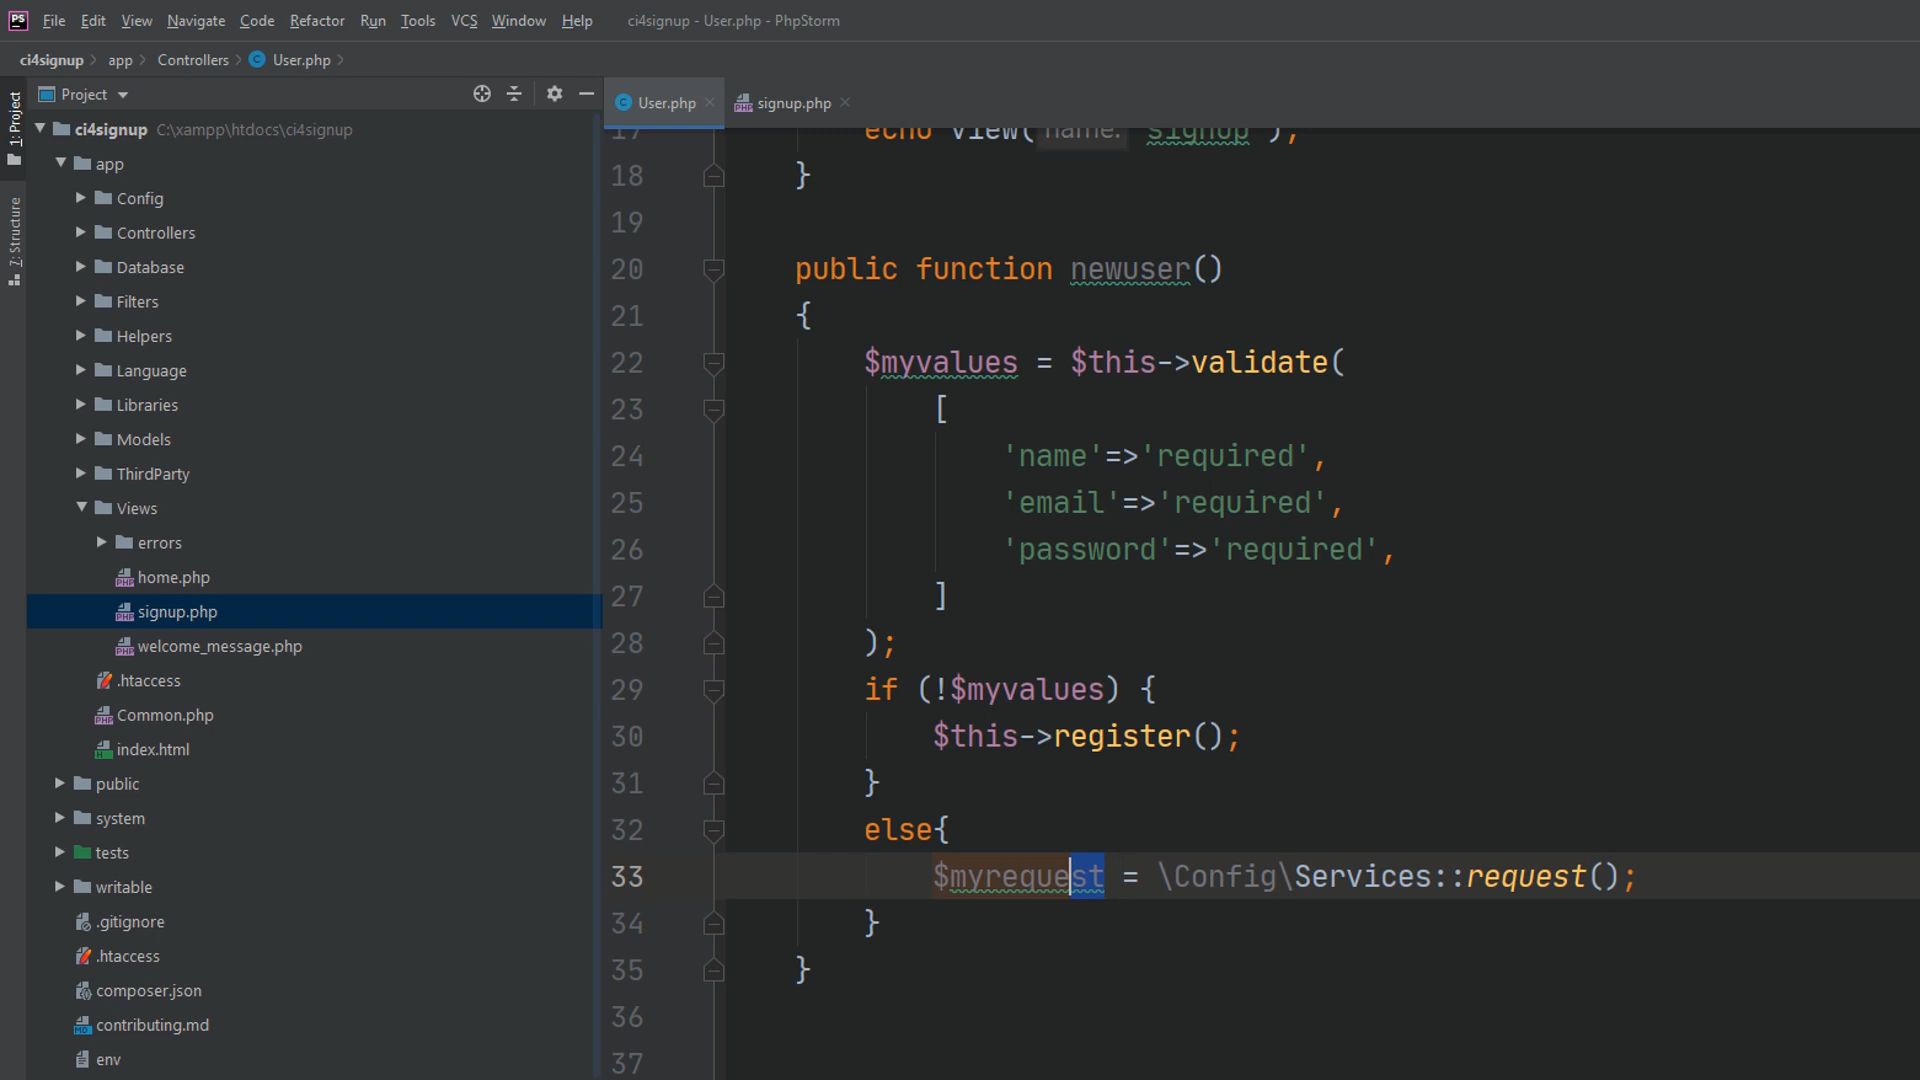 PS File Edit View Navigate Code Refactor Run Tools VCS Window Help ci4signup - User.php - PhpStorm
ci4signup app Controllers C User.php
1: Project
7: Structure
Project
ci4signup C:\xampp\htdocs\ci4signup
app
Config
Controllers
Database
Filters
Helpers
Language
Libraries
Models
ThirdParty
Views
errors
home.php
signup.php
welcome_message.php
.htaccess
Common.php
index.html
public
system
tests
writable
.gitignore
.htaccess
composer.json
contributing.md
env
C User.php signup.php
17 echo view( name: signup );
18 }
19
20 public function newuser()
21 {
22 $myvalues = $this->validate(
23 [
24 'name'=>'required',
25 'email'=>'required',
26 'password'=>'required',
27 ]
28 );
29 if (!$myvalues) {
30 $this->register();
31 }
32 else{
33 $myrequest = \Config\Services::request();
34 }
35 }
36
37